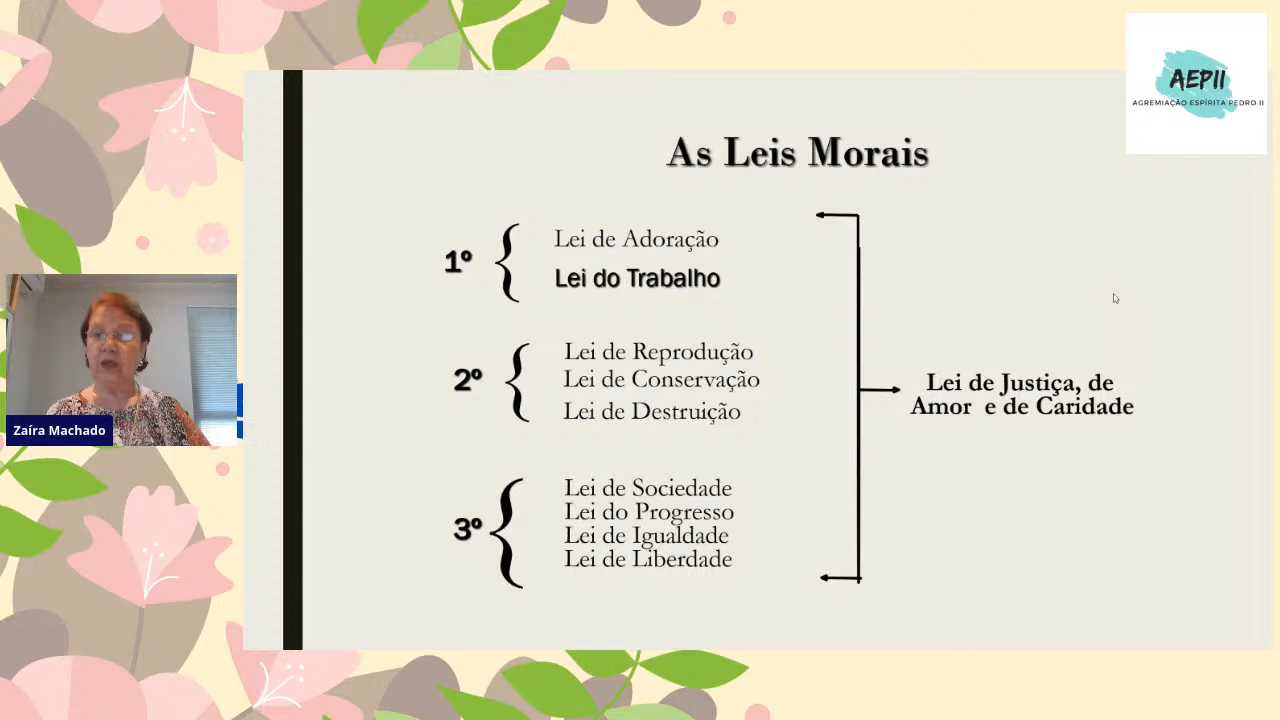 AEPII
AGREMIAÇÃO ESPÍRITA PEDRO II
As Leis Morais
1º
Lei de Adoração
Lei do Trabalho
2º
Lei de Reprodução
Lei de Conservação
Lei de Destruição
3º
Lei de Sociedade
Lei do Progresso
Lei de Igualdade
Lei de Liberdade
Lei de Justiça, de
Amor e de Caridade
Zaíra Machado